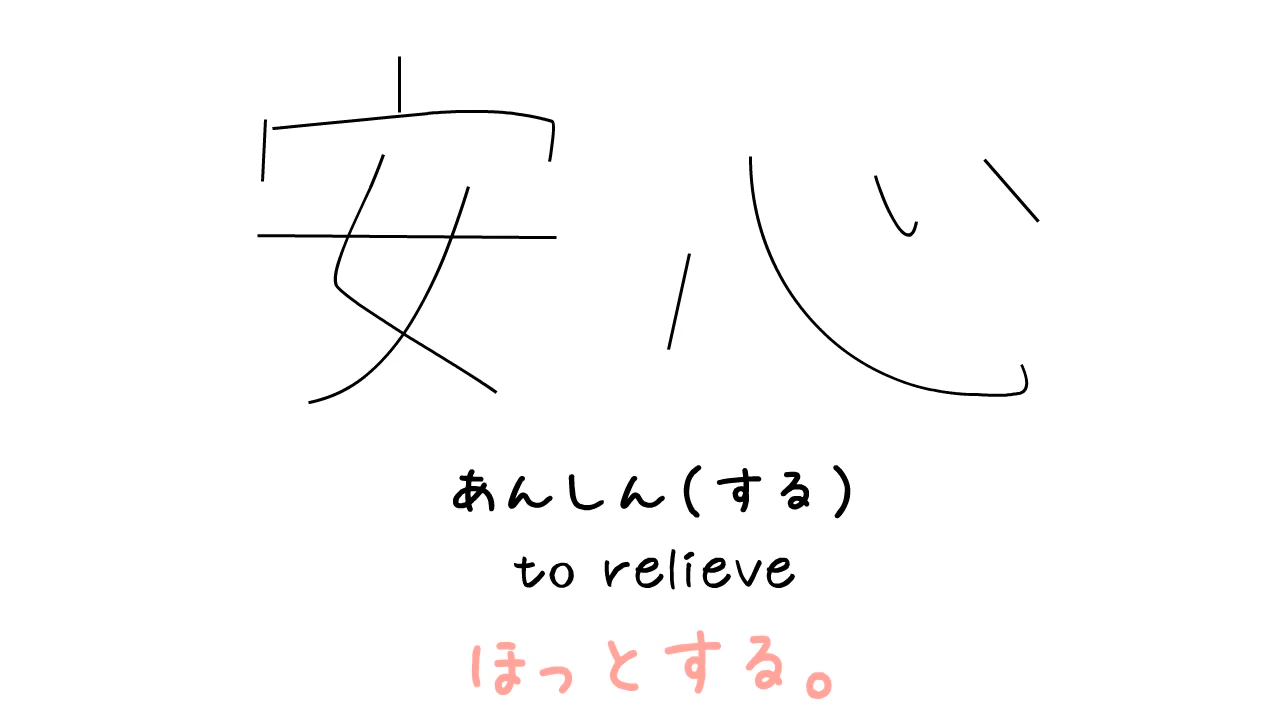 安心
あんしん(する)
to relieve
ほっとする。